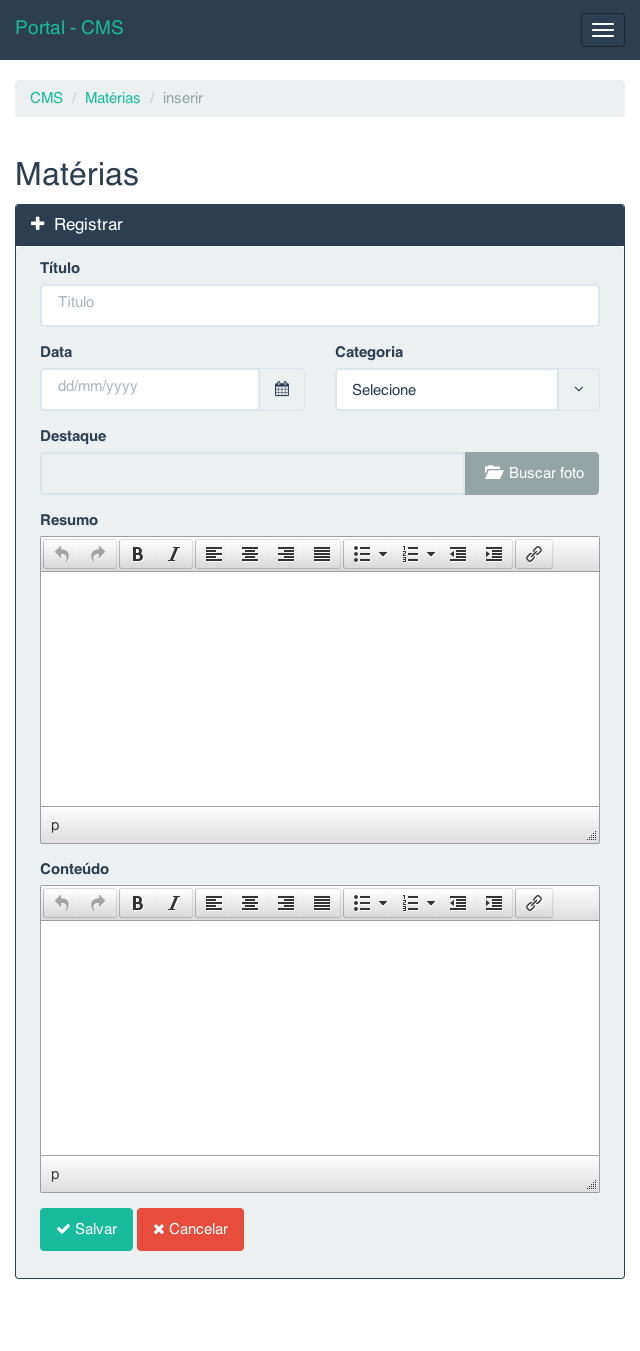 Portal - CMS
CMS / Matérias / inserir
Matérias
Registrar
Título
Titulo
Data Categoria
dd/mm/yyyy Selecione
Destaque
Buscar foto
Resumo
p
Conteúdo
p
Salvar Cancelar